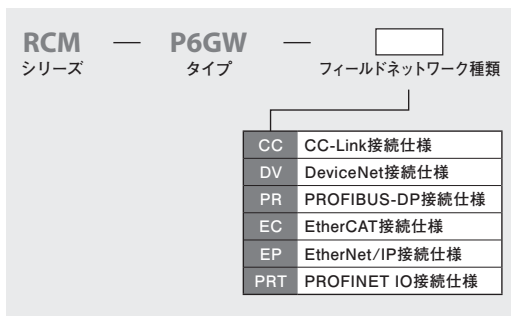 RCM — P6GW —
シリーズ タイプ フィールドネットワーク種類
CC CC-Link接続仕様
DV DeviceNet接続仕様
PR PROFIBUS-DP接続仕様
EC EtherCAT接続仕様
EP EtherNet/IP接続仕様
PRT PROFINET IO接続仕様